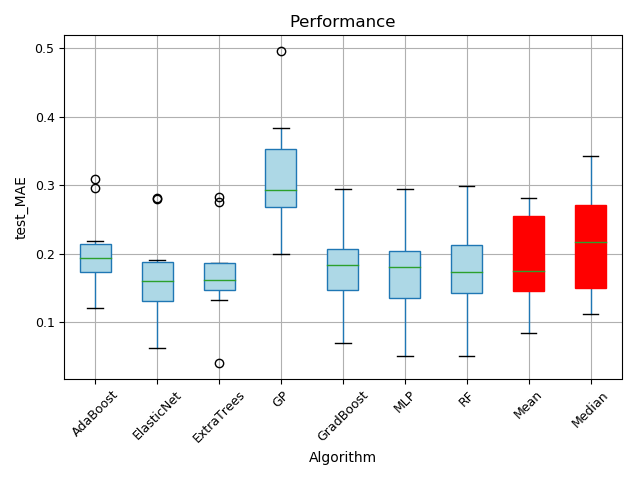 Performance
test_MAE
0.5
0.4
0.3
0.2
0.1
AdaBoost
ElasticNet
ExtraTrees
GP
GradBoost
MLP
RF
Mean
Median
Algorithm